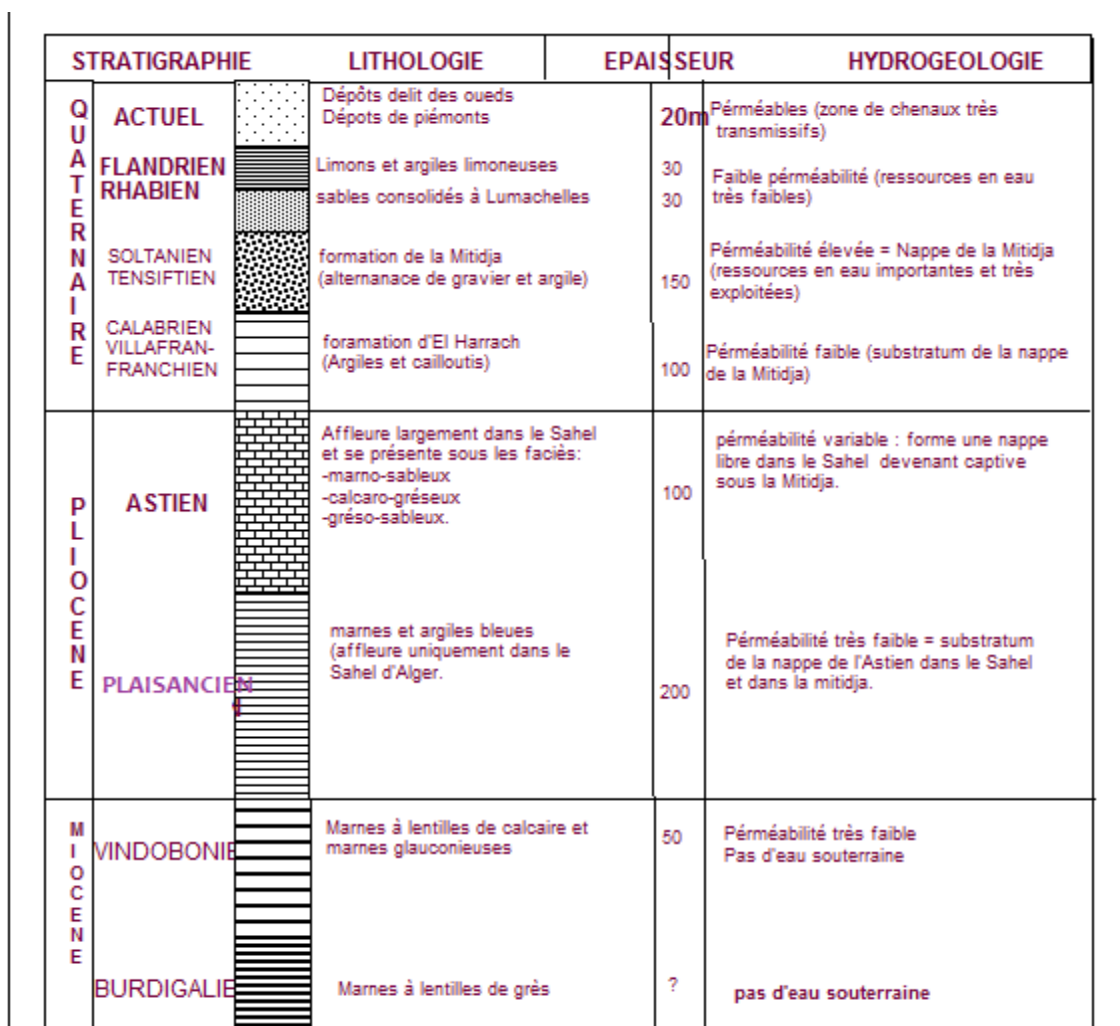 STRATIGRAPHIE LITHOLOGIE EPAISSEUR HYDROGEOLOGIE
QUATERNAIRE
ACTUEL
Dépôts delit des oueds
Dépots de piémonts
20m
Pérméables (zone de chenaux très
transmissifs)
FLANDRIEN
RHABIEN
Limons et argiles limoneuses
30
sables consolidés à Lumachelles
30
Faible pérméabilité (ressources en eau
très faibles)
SOLTANIEN
TENSIFTIEN
formation de la Mitidja
(alternanace de gravier et argile)
150
Pérméabilité élevée = Nappe de la Mitidja
(ressources en eau importantes et très
exploitées)
CALABRIEN
VILLAFRAN-
FRANCHIEN
foramation d'El Harrach
(Argiles et cailloutis)
100
Pérméabilité faible (substratum de la nappe
de la Mitidja)
PLIOCENE
ASTIEN
Affleure largement dans le Sahel
et se présente sous les faciès:
-marno-sableux
-calcaro-gréseux
-gréso-sableux.
100
pérméabilité variable : forme une nappe
libre dans le Sahel devenant captive
sous la Mitidja.
PLAISANCIEN
marnes et argiles bleues
(affleure uniquement dans le
Sahel d'Alger.
200
Pérméabilité très faible = substratum
de la nappe de l'Astien dans le Sahel
et dans la mitidja.
MIOCENE
VINDOBONIE
Marnes à lentilles de calcaire et
marnes glauconieuses
50
Pérméabilité très faible
Pas d'eau souterraine
BURDIGALIE
Marnes à lentilles de grès
?
pas d'eau souterraine